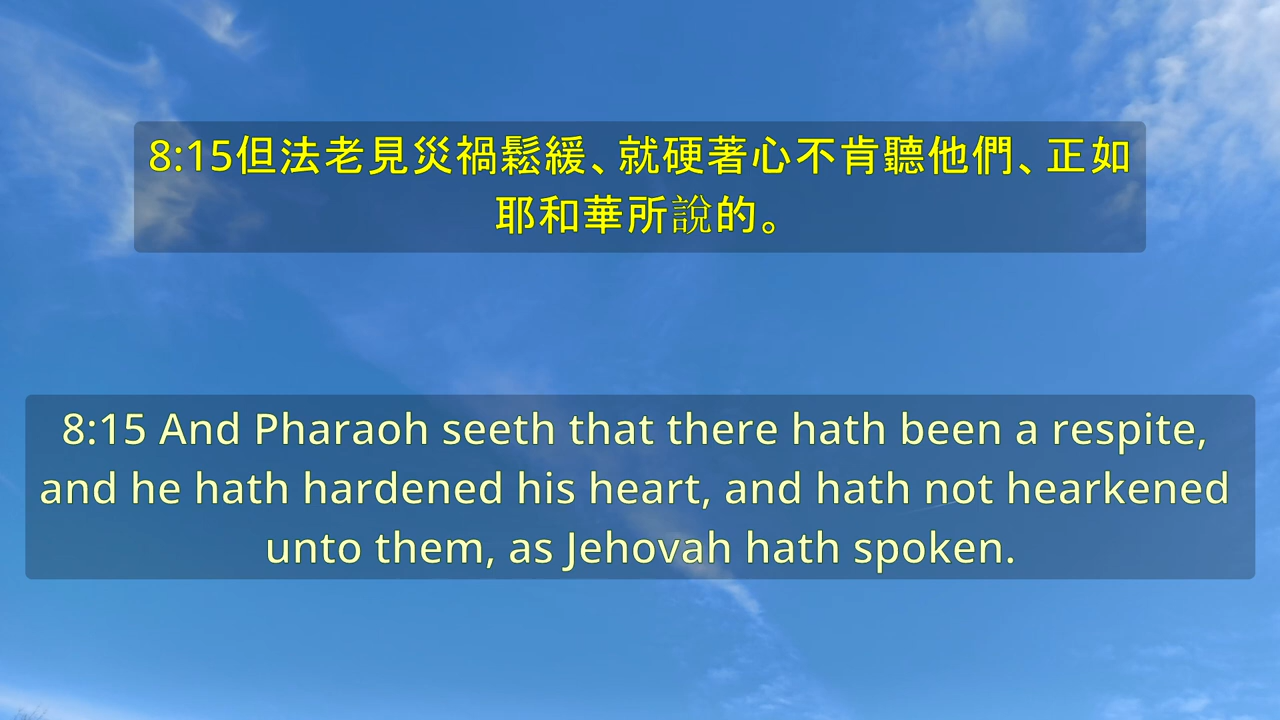 8:15但法老見災禍鬆緩、就硬著心不肯聽他們、正如
耶和華所說的。
8:15 And Pharaoh seeth that there hath been a respite,
and he hath hardened his heart, and hath not hearkened
unto them, as Jehovah hath spoken.